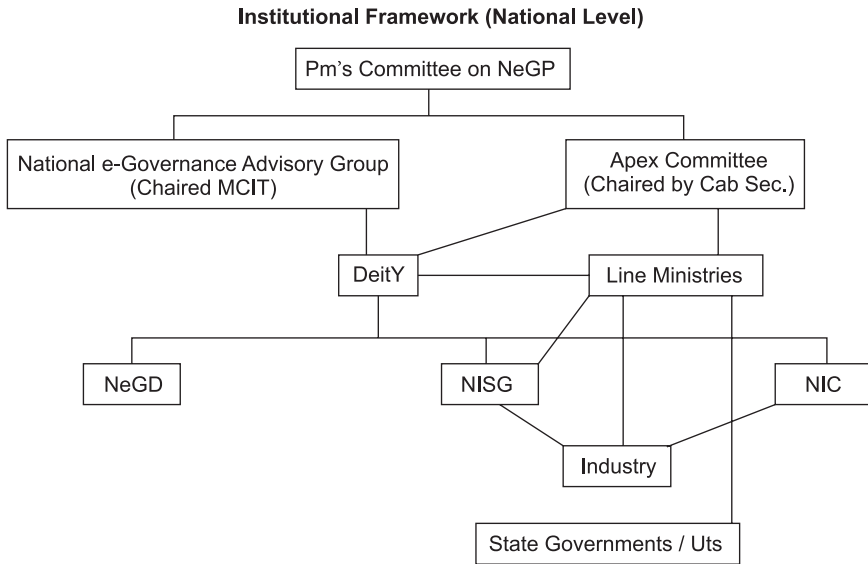 Institutional Framework (National Level)
Pm's Committee on NeGP
National e-Governance Advisory Group
(Chaired MCIT)
Apex Committee
(Chaired by Cab Sec.)
DeitY
Line Ministries
NeGD
NISG
NIC
Industry
State Governments / Uts